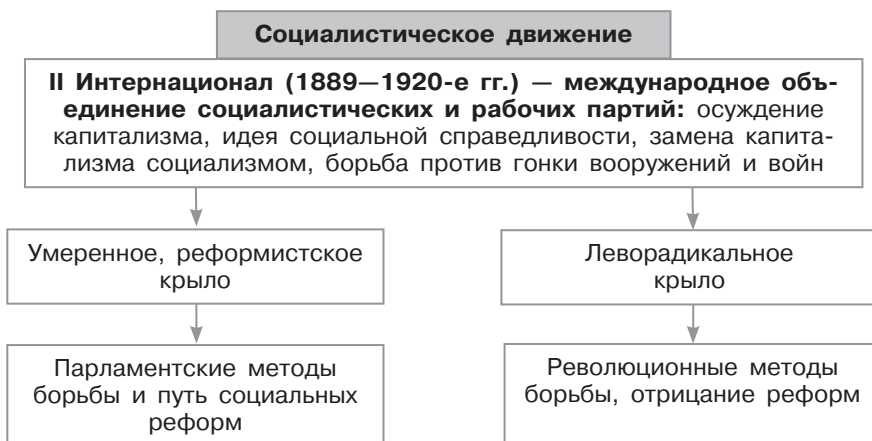 Социалистическое движение
II Интернационал (1889—1920-е гг.) — международное объ-
единение социалистических и рабочих партий: осуждение
капитализма, идея социальной справедливости, замена капита-
лизма социализмом, борьба против гонки вооружений и войн
Умеренное, реформистское
крыло
Леворадикальное
крыло
Парламентские методы
борьбы и путь социальных
реформ
Революционные методы
борьбы, отрицание реформ